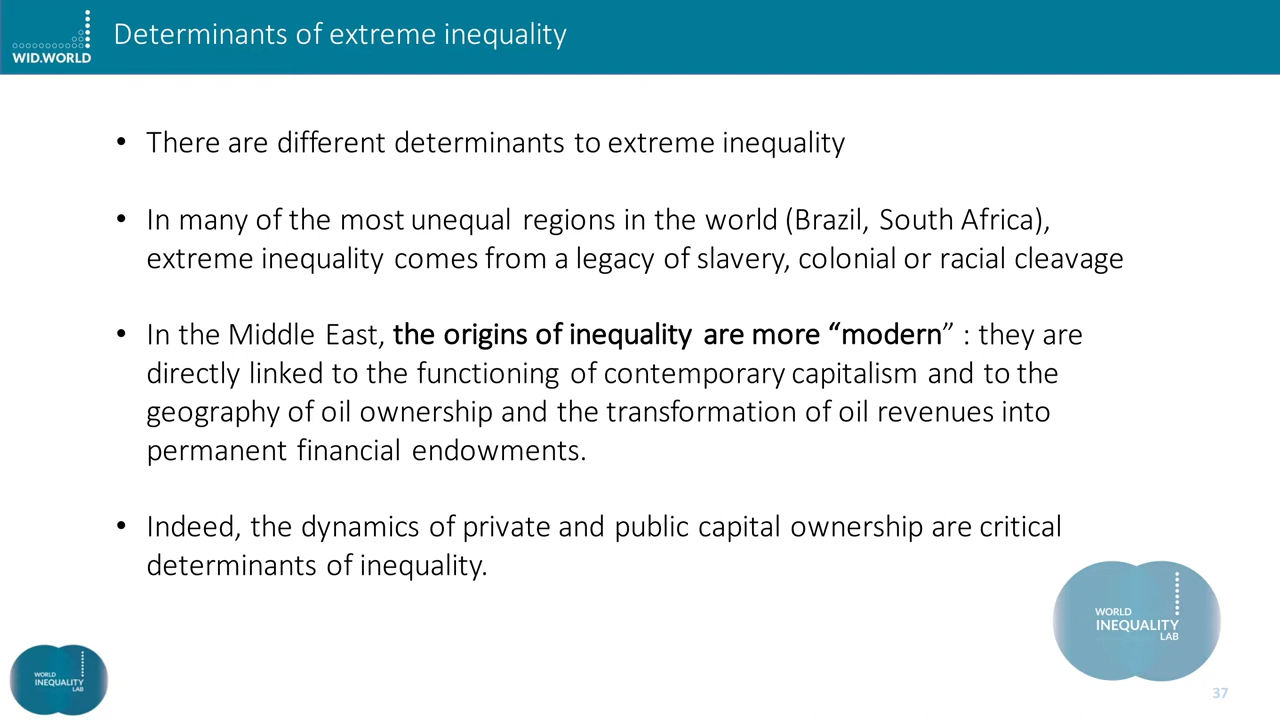 WID.WORLD
Determinants of extreme inequality
• There are different determinants to extreme inequality
• In many of the most unequal regions in the world (Brazil, South Africa),
extreme inequality comes from a legacy of slavery, colonial or racial cleavage
• In the Middle East, the origins of inequality are more “modern” : they are
directly linked to the functioning of contemporary capitalism and to the
geography of oil ownership and the transformation of oil revenues into
permanent financial endowments.
• Indeed, the dynamics of private and public capital ownership are critical
determinants of inequality.
WORLD
INEQUALITY
LAB
WORLD
INEQUALITY
LAB
37